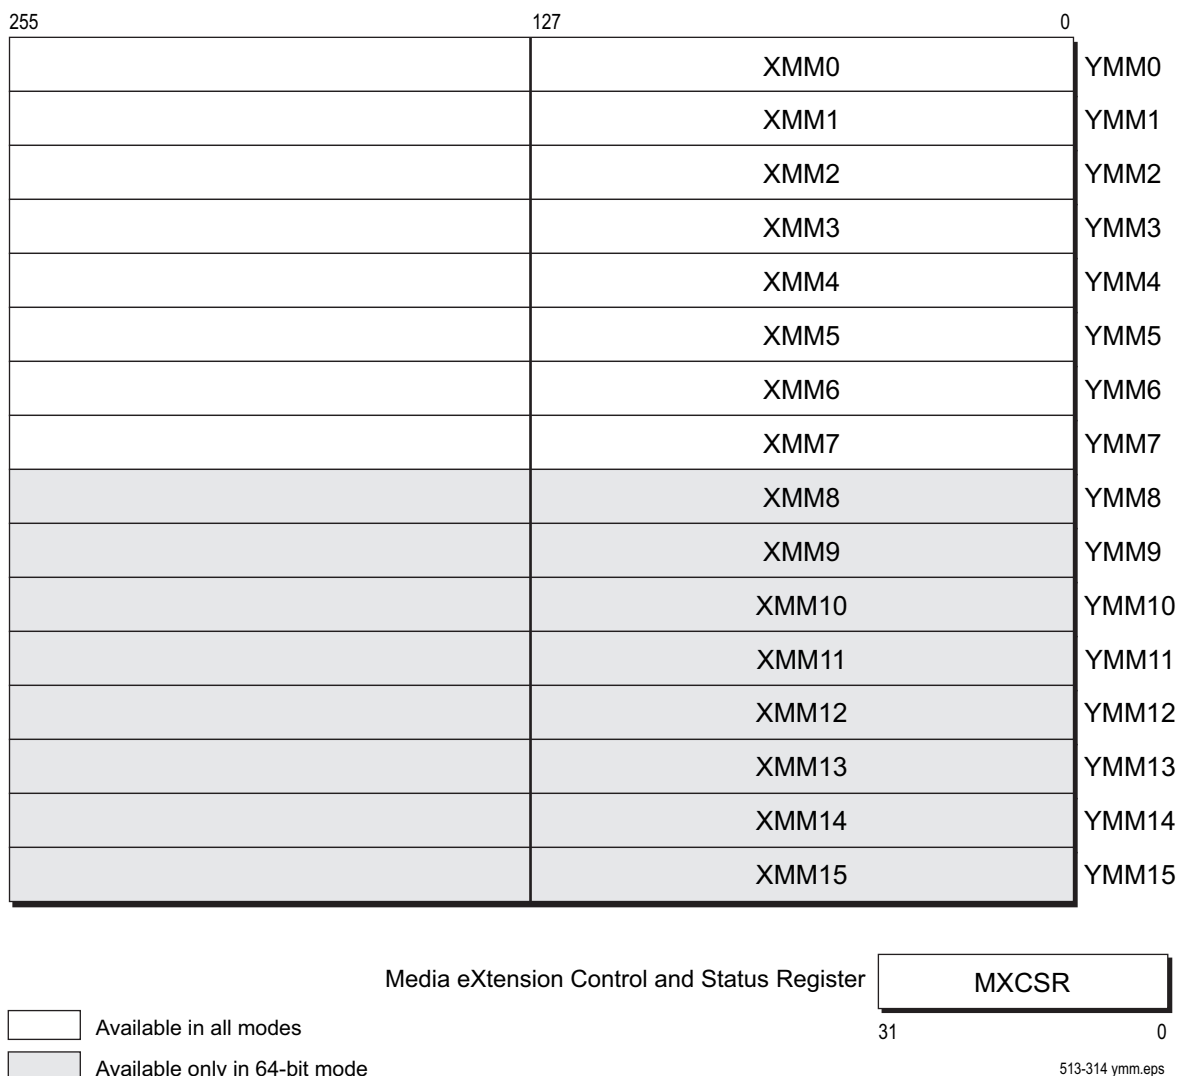 255 127 0
XMM0 YMM0
XMM1 YMM1
XMM2 YMM2
XMM3 YMM3
XMM4 YMM4
XMM5 YMM5
XMM6 YMM6
XMM7 YMM7
XMM8 YMM8
XMM9 YMM9
XMM10 YMM10
XMM11 YMM11
XMM12 YMM12
XMM13 YMM13
XMM14 YMM14
XMM15 YMM15
Media eXtension Control and Status Register MXCSR
31 0
Available in all modes
Available only in 64-bit mode
513-314 ymm.eps